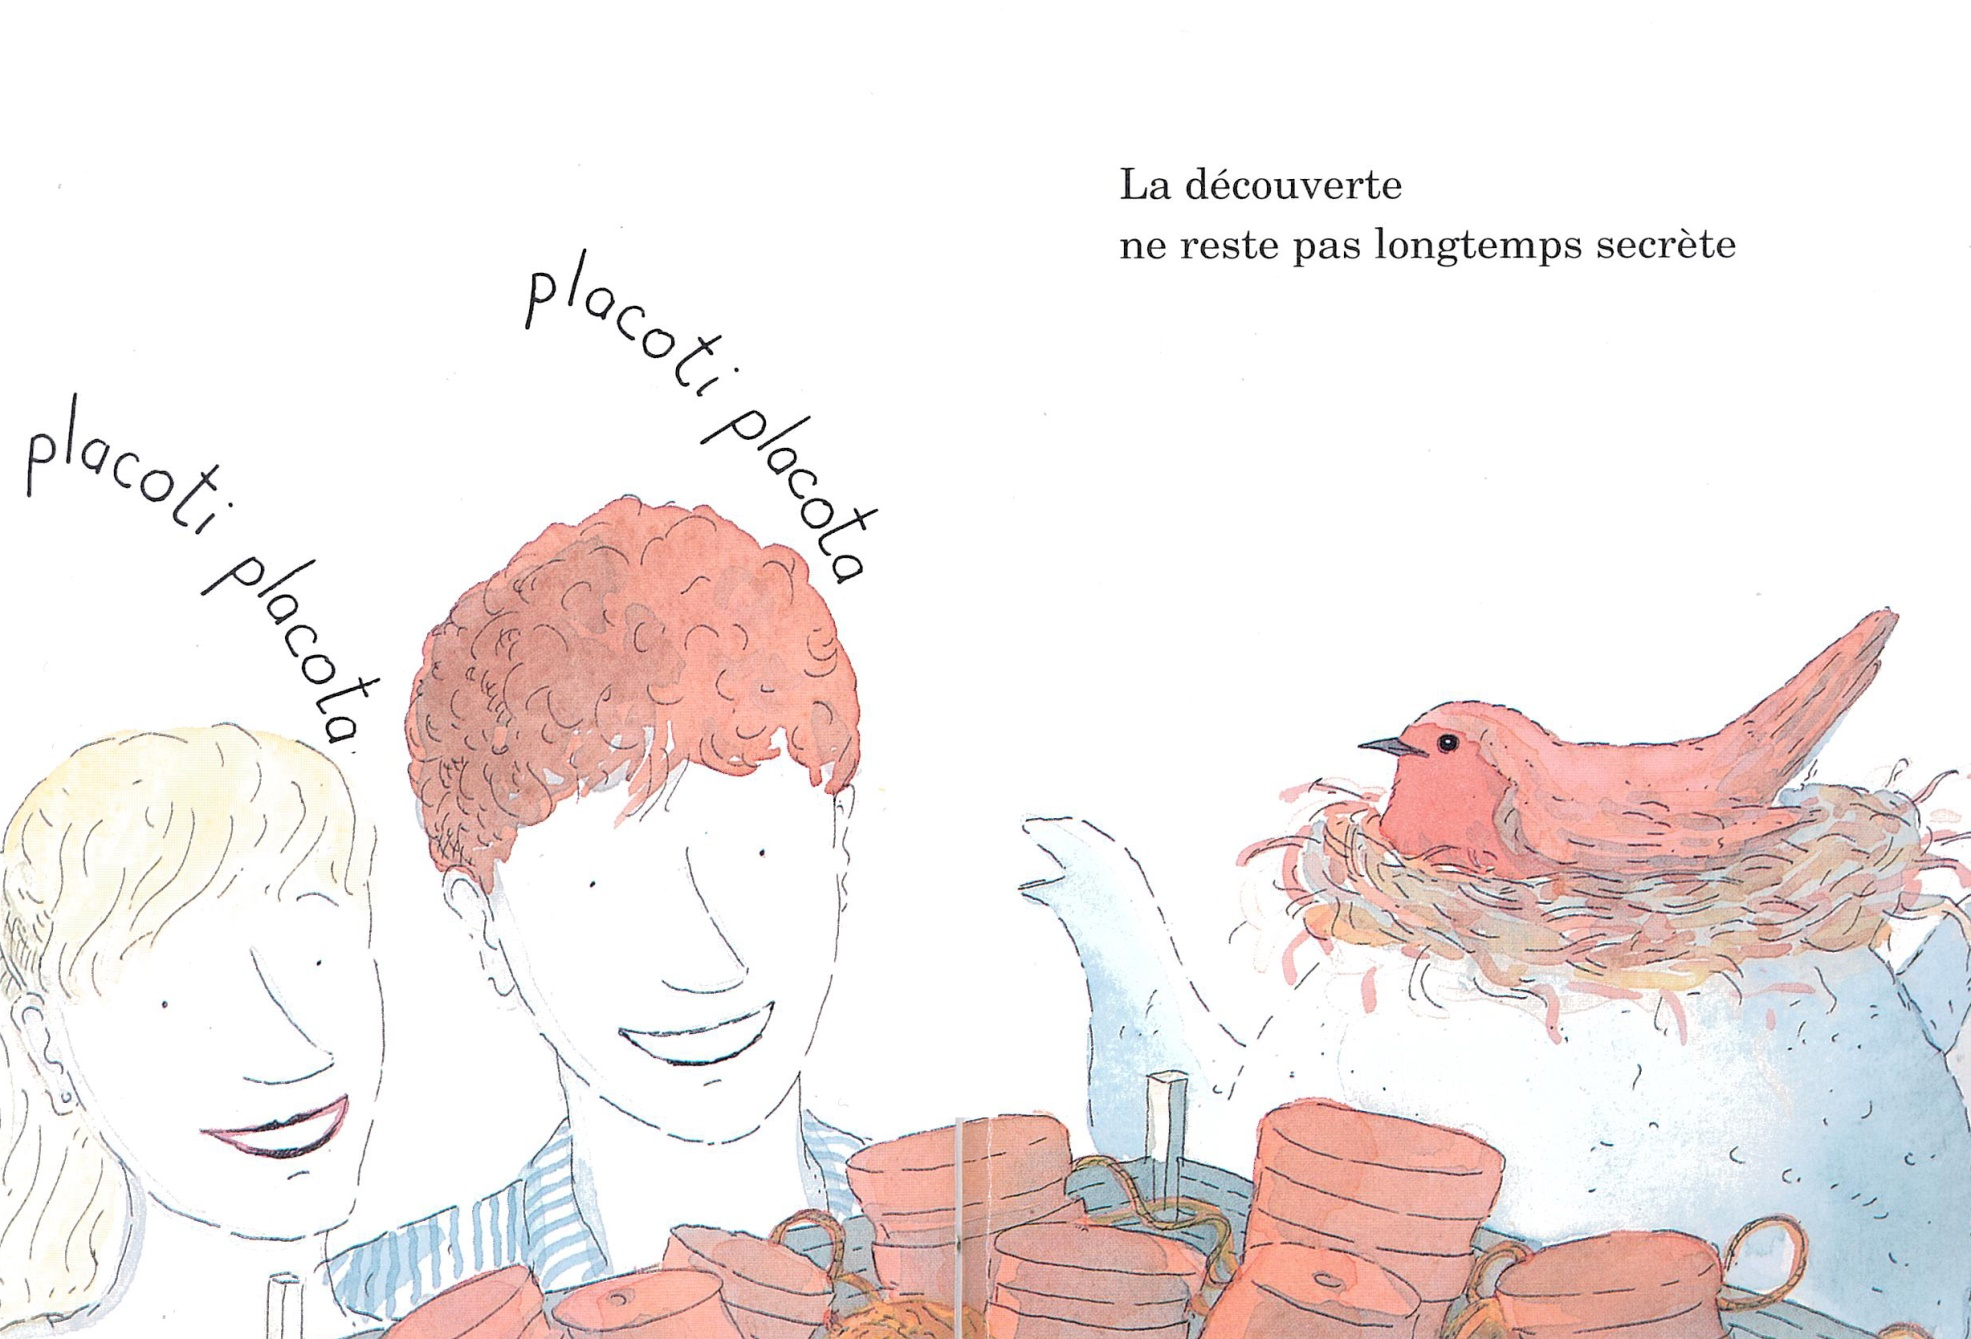 La découverte
ne reste pas longtemps secrète
placoti placota
placoti placota